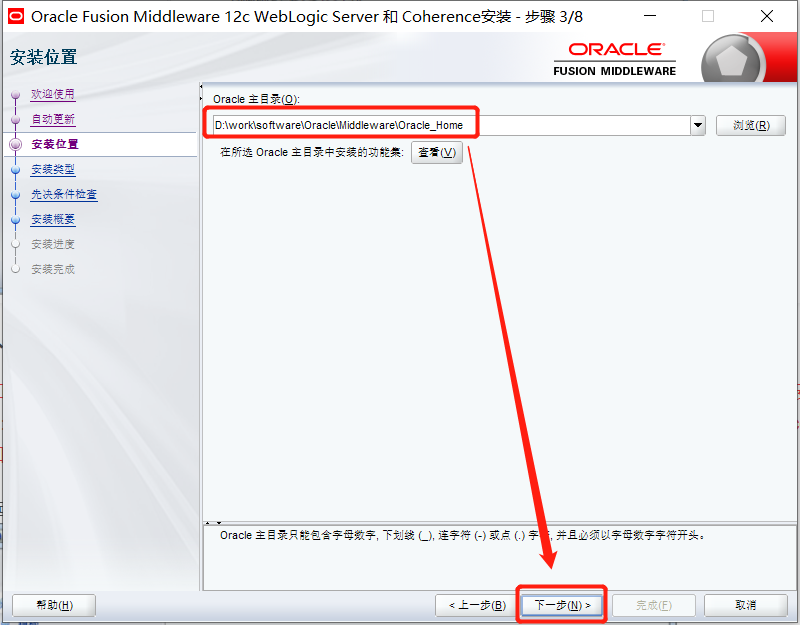 Oracle Fusion Middleware 12c WebLogic Server 和 Coherence安装 - 步骤 3/8
安装位置
ORACLE
FUSION MIDDLEWARE
欢迎使用
自动更新
安装位置
安装类型
先决条件检查
安装概要
安装进度
安装完成
Oracle 主目录(O):
D:\work\software\Oracle\Middleware\Oracle_Home
浏览(R)
在所选 Oracle 主目录中安装的功能集: 查看(V)
Oracle 主目录只能包含字母数字, 下划线 (_), 连字符 (-) 或点 (.) 字符, 并且必须以字母数字字符开头。
帮助(H)
< 上一步(B)
下一步(N) >
完成(F)
取消